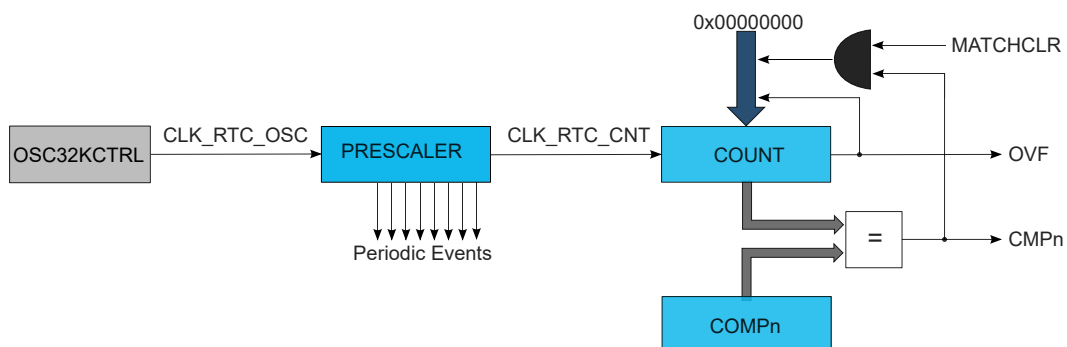 0x00000000
MATCHCLR
OSC32KCTRL
CLK_RTC_OSC
PRESCALER
CLK_RTC_CNT
COUNT
OVF
Periodic Events
=
CMPn
COMPn